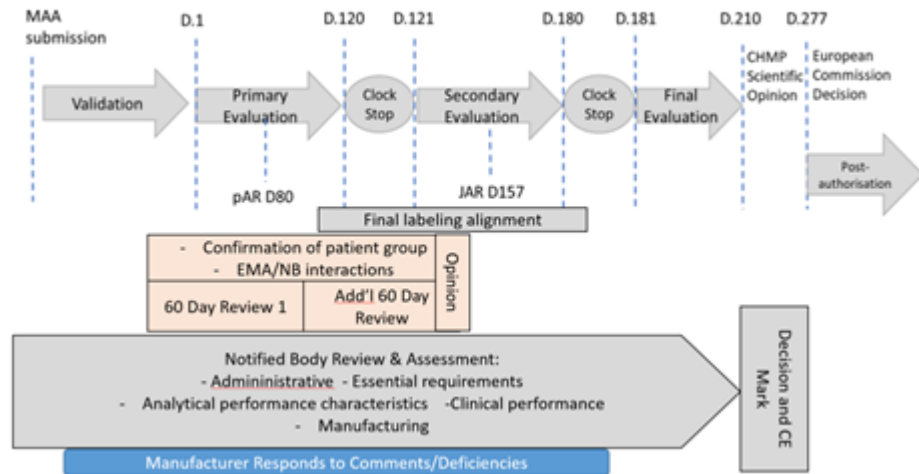 MAA submission
D.1
D.120
D.121
D.180
D.181
D.210
D.277
Validation
Primary
Evaluation
Clock
Stop
Secondary
Evaluation
Clock
Stop
Final
Evaluation
CHMP
Scientific
Opinion
European
Commission
Decision
Post-
authorisation
pAR D80
JAR D157
Final labeling alignment
- Confirmation of patient group
- EMA/NB interactions
Opinion
60 Day Review 1
Add'l 60 Day
Review
Notified Body Review & Assessment:
- Admininistrative - Essential requirements
- Analytical performance characteristics -Clinical performance
- Manufacturing
Decision and CE
Mark
Manufacturer Responds to Comments/Deficiencies